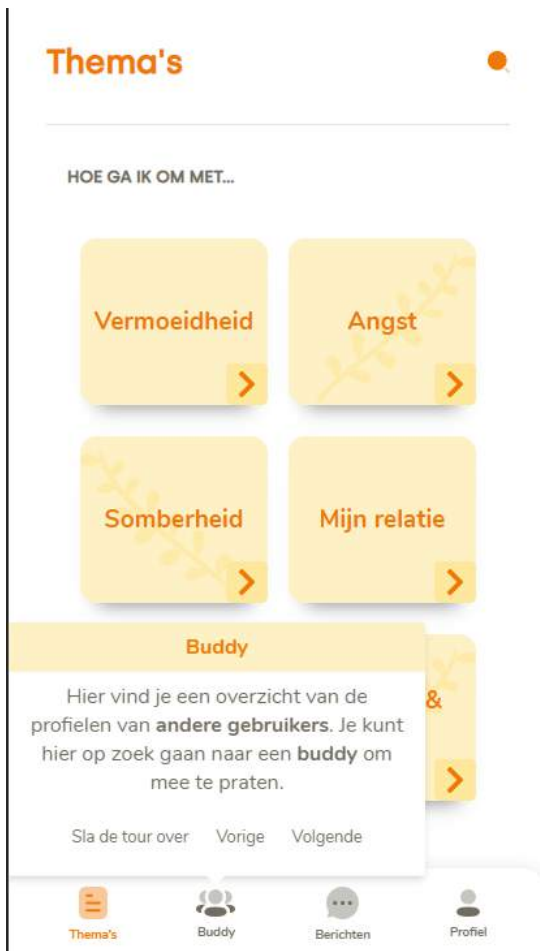 Thema's
HOE GA IK OM MET...
Vermoeidheid
Angst
Somberheid
Mijn relatie
&
Buddy
Hier vind je een overzicht van de
profielen van andere gebruikers. Je kunt
hier op zoek gaan naar een buddy om
mee te praten.
Sla de tour over Vorige Volgende
Thema's Buddy Berichten Profiel